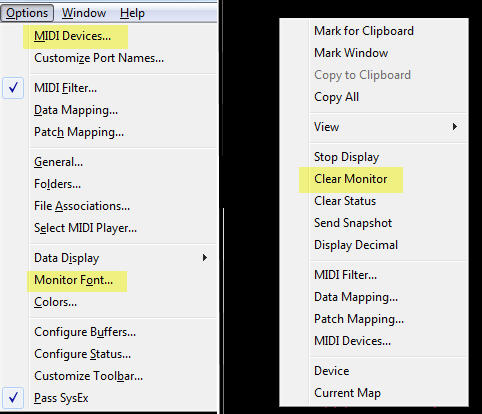 Options Window Help
MIDI Devices...
Customize Port Names...
MIDI Filter...
Data Mapping...
Patch Mapping...
General...
Folders...
File Associations...
Select MIDI Player...
Data Display
Monitor Font...
Colors...
Configure Buffers...
Configure Status...
Customize Toolbar...
Pass SysEx
Mark for Clipboard
Mark Window
Copy to Clipboard
Copy All
View
Stop Display
Clear Monitor
Clear Status
Send Snapshot
Display Decimal
MIDI Filter...
Data Mapping...
Patch Mapping...
MIDI Devices...
Device
Current Map